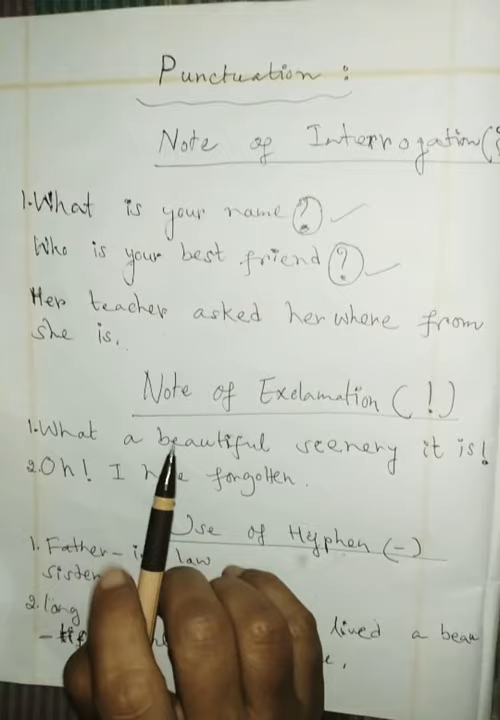 Punctuation :
Note of Interrogation (
1. What is your name ?
Who is your best friend ?
Her teacher asked her where from
she is.
Note of Exclamation ( ! )
1. What a beautiful scenery it is!
2. Oh! I have forgotten.
Use of Hyphen (-)
1. Father- in law
sister
2. long
lived a beau